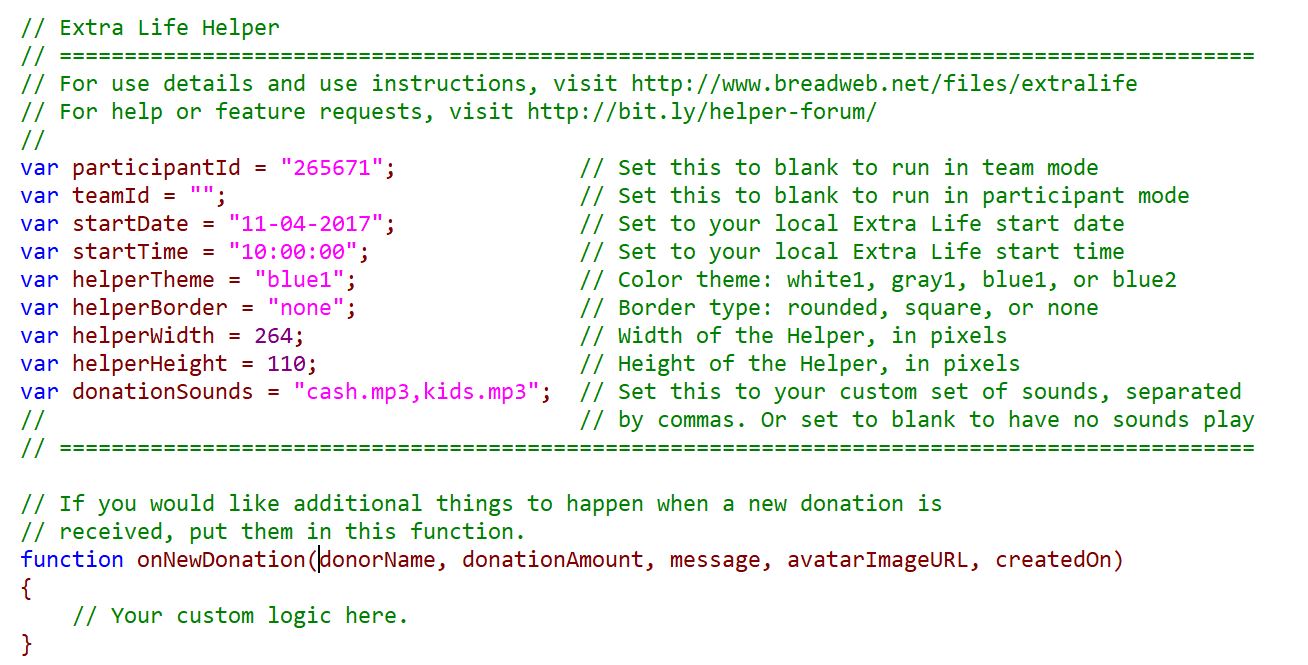 // Extra Life Helper
// ============================================================================================
// For use details and use instructions, visit http://www.breadweb.net/files/extralife
// For help or feature requests, visit http://bit.ly/helper-forum/
//
var participantId = "265671";              // Set this to blank to run in team mode
var teamId = "";                           // Set this to blank to run in participant mode
var startDate = "11-04-2017";              // Set to your local Extra Life start date
var startTime = "10:00:00";                // Set to your local Extra Life start time
var helperTheme = "blue1";                 // Color theme: white1, gray1, blue1, or blue2
var helperBorder = "none";                 // Border type: rounded, square, or none
var helperWidth = 264;                     // Width of the Helper, in pixels
var helperHeight = 110;                    // Height of the Helper, in pixels
var donationSounds = "cash.mp3,kids.mp3";  // Set this to your custom set of sounds, separated
//                                         // by commas. Or set to blank to have no sounds play
// ============================================================================================

// If you would like additional things to happen when a new donation is
// received, put them in this function.
function onNewDonation(donorName, donationAmount, message, avatarImageURL, createdOn)
{
    // Your custom logic here.
}